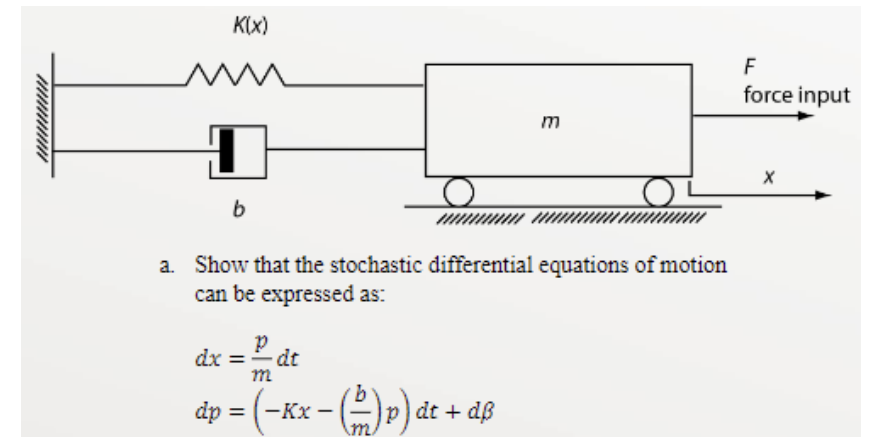 K(x)
F
force input
m
x
b
a. Show that the stochastic differential equations of motion
can be expressed as:
dx = p/m dt
dp = (-Kx - (b/m)p) dt + dβ